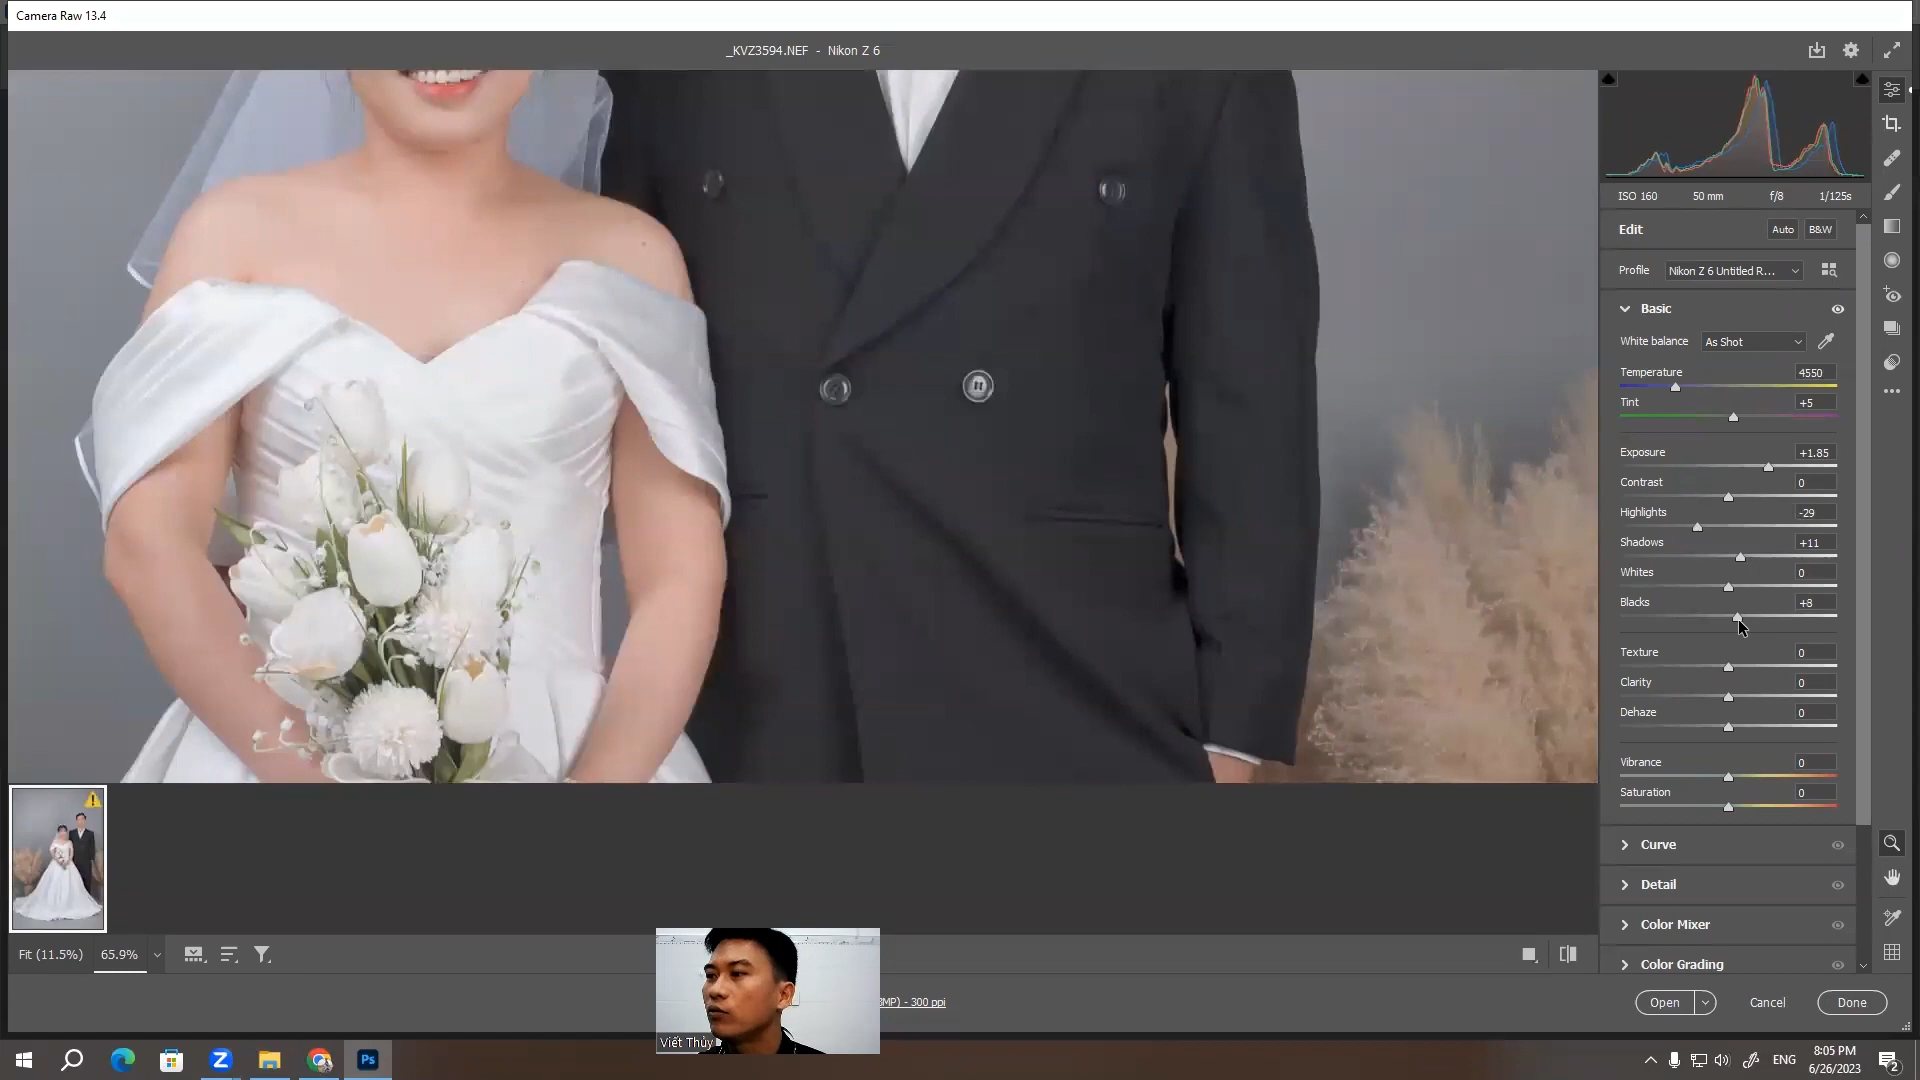 Camera Raw 13.4
_KVZ3594.NEF - Nikon Z 6
ISO 160 50 mm f/8 1/125s
Edit Auto B&W
Profile Nikon Z 6 Untitled R...
Basic
White balance As Shot
Temperature 4550
Tint +5
Exposure +1.85
Contrast 0
Highlights -29
Shadows +11
Whites 0
Blacks +8
Texture 0
Clarity 0
Dehaze 0
Vibrance 0
Saturation 0
Curve
Detail
Color Mixer
Color Grading
Fit (11.5%) 65.9%
MP) - 300 ppi
Open Cancel Done
Viết Thủy
Z Ps
ENG
8:05 PM
6/26/2023
2